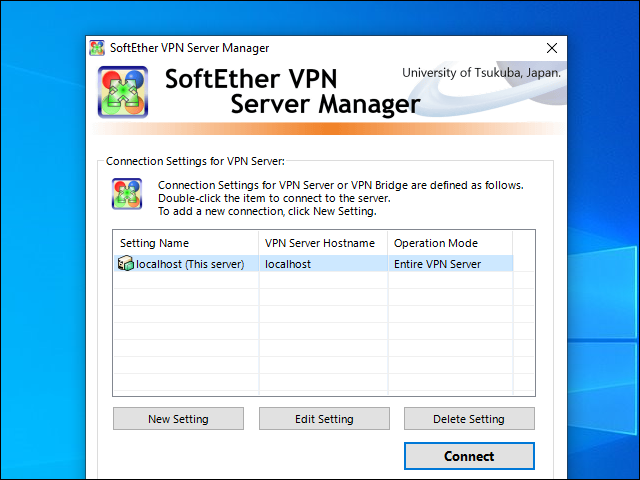 SoftEther VPN Server Manager
SoftEther VPN
Server Manager
University of Tsukuba, Japan.
Connection Settings for VPN Server:
Connection Settings for VPN Server or VPN Bridge are defined as follows.
Double-click the item to connect to the server.
To add a new connection, click New Setting.
Setting Name VPN Server Hostname Operation Mode
localhost (This server) localhost Entire VPN Server
New Setting Edit Setting Delete Setting
Connect